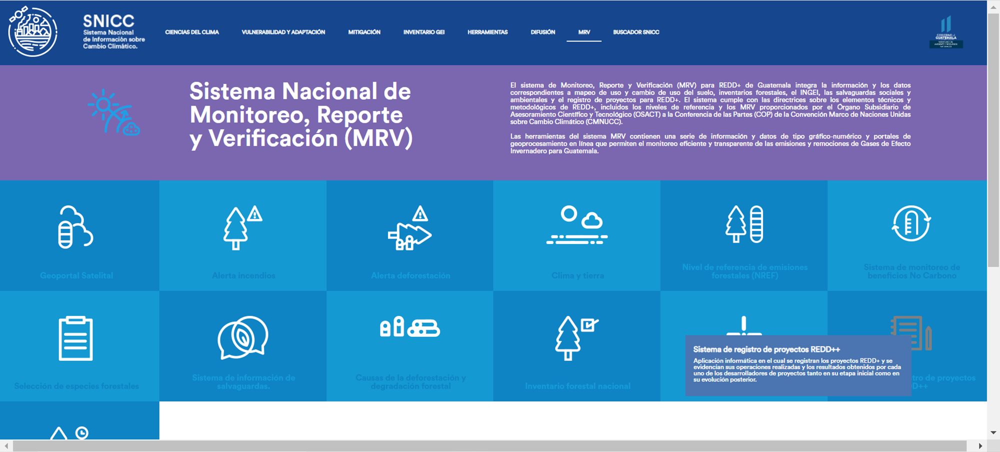 SNICC
Sistema Nacional
de Información sobre
Cambio Climático.
CIENCIAS DEL CLIMA
VULNERABILIDAD Y ADAPTACIÓN
MITIGACIÓN
INVENTARIO GEI
HERRAMIENTAS
DIFUSIÓN
MRV
BUSCADOR SNICC
GOBIERNO de
GUATEMALA
MINISTERIO DE
AMBIENTE Y RECURSOS
NATURALES
Sistema Nacional de
Monitoreo, Reporte
y Verificación (MRV)
El sistema de Monitoreo, Reporte y Verificación (MRV) para REDD+ de Guatemala integra la información y los datos
correspondientes a mapeo de uso y cambio de uso del suelo, inventarios forestales, el INGEI, las salvaguardas sociales y
ambientales y el registro de proyectos para REDD+. El sistema cumple con las directrices sobre los elementos técnicos y
metodológicos de REDD+, incluidos los niveles de referencia y los MRV proporcionados por el Órgano Subsidiario de
Asesoramiento Científico y Tecnológico (OSACT) a la Conferencia de las Partes (COP) de la Convención Marco de Naciones Unidas
sobre Cambio Climático (CMNUCC).
Las herramientas del sistema MRV contienen una serie de información y datos de tipo gráfico-numérico y portales de
geoprocesamiento en línea que permiten el monitoreo eficiente y transparente de las emisiones y remociones de Gases de Efecto
Invernadero para Guatemala.
Geoportal Satelital
Alerta incendios
Alerta deforestación
Clima y tierra
Nivel de referencia de emisiones
forestales (NREF)
Sistema de monitoreo de
beneficios No Carbono
Selección de especies forestales
Sistema de información de
salvaguardas.
Causas de la deforestación y
degradación forestal
Inventario forestal nacional
Sistema de registro de proyectos REDD++
Aplicación informática en el cual se registran los proyectos REDD+ y se
evidencian sus operaciones realizadas y los resultados obtenidos por cada
uno de los desarrolladores de proyectos tanto en su etapa inicial como en
su evolución posterior.
stro de proyectos
D++